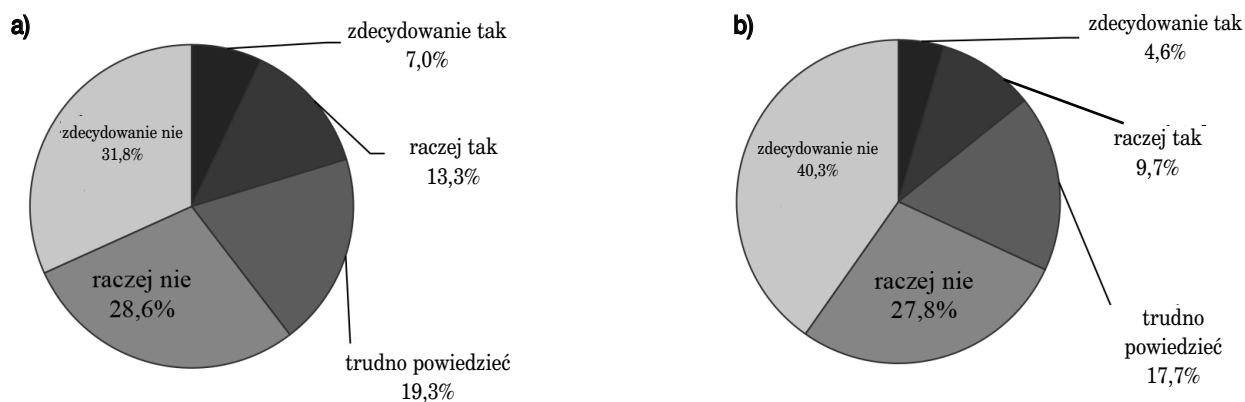 a)
zdecydowanie tak
7,0%
raczej tak
13,3%
trudno powiedzieć
19,3%
raczej nie
28,6%
zdecydowanie nie
31,8%
b)
zdecydowanie tak
4,6%
raczej tak
9,7%
trudno
powiedzieć
17,7%
raczej nie
27,8%
zdecydowanie nie
40,3%